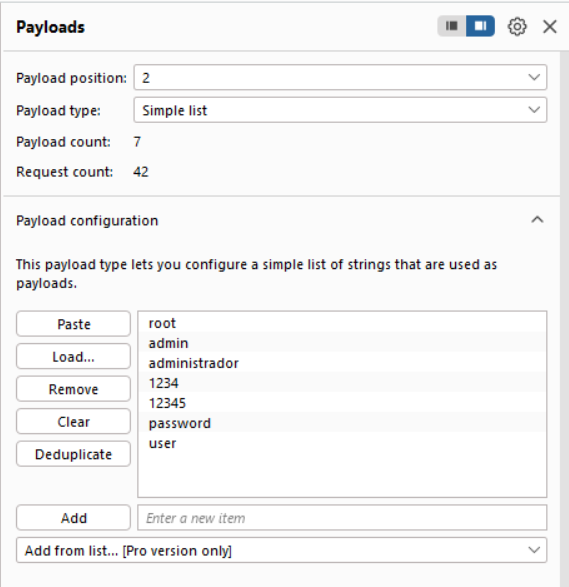 Payloads
Payload position: 2
Payload type: Simple list
Payload count: 7
Request count: 42
Payload configuration
This payload type lets you configure a simple list of strings that are used as
payloads.
Paste
Load...
Remove
Clear
Deduplicate
root
admin
administrador
1234
12345
password
user
Add
Enter a new item
Add from list... [Pro version only]